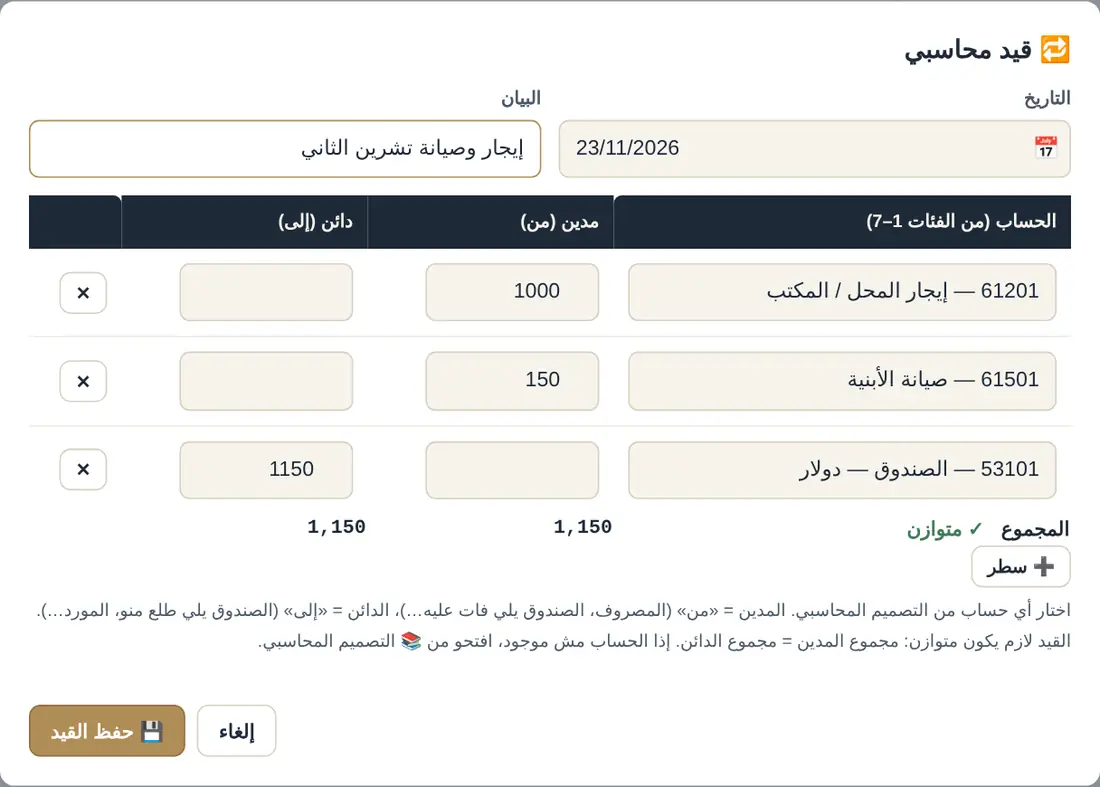 🔁 قيد محاسبي
التاريخ
البيان
📅 23/11/2026
إيجار وصيانة تشرين الثاني
الحساب (من الفئات 1–7) مدين (من) دائن (إلى)
61201 — إيجار المحل / المكتب 1000 ✕
61501 — صيانة الأبنية 150 ✕
53101 — الصندوق — دولار 1150 ✕
المجموع ✓ متوازن 1,150 1,150
➕ سطر
اختار أي حساب من التصميم المحاسبي. المدين = «من» (المصروف، الصندوق يلي فات عليه…)، الدائن = «إلى» (الصندوق يلي طلع منو، المورد…).
القيد لازم يكون متوازن: مجموع المدين = مجموع الدائن. إذا الحساب مش موجود، افتحو من 📚 التصميم المحاسبي.
إلغاء
💾 حفظ القيد